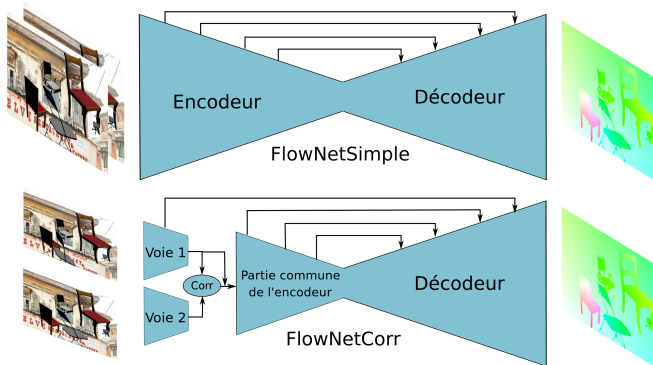 Encodeur
Décodeur
FlowNetSimple
Voie 1
Corr
Voie 2
Partie commune
de l'encodeur
Décodeur
FlowNetCorr